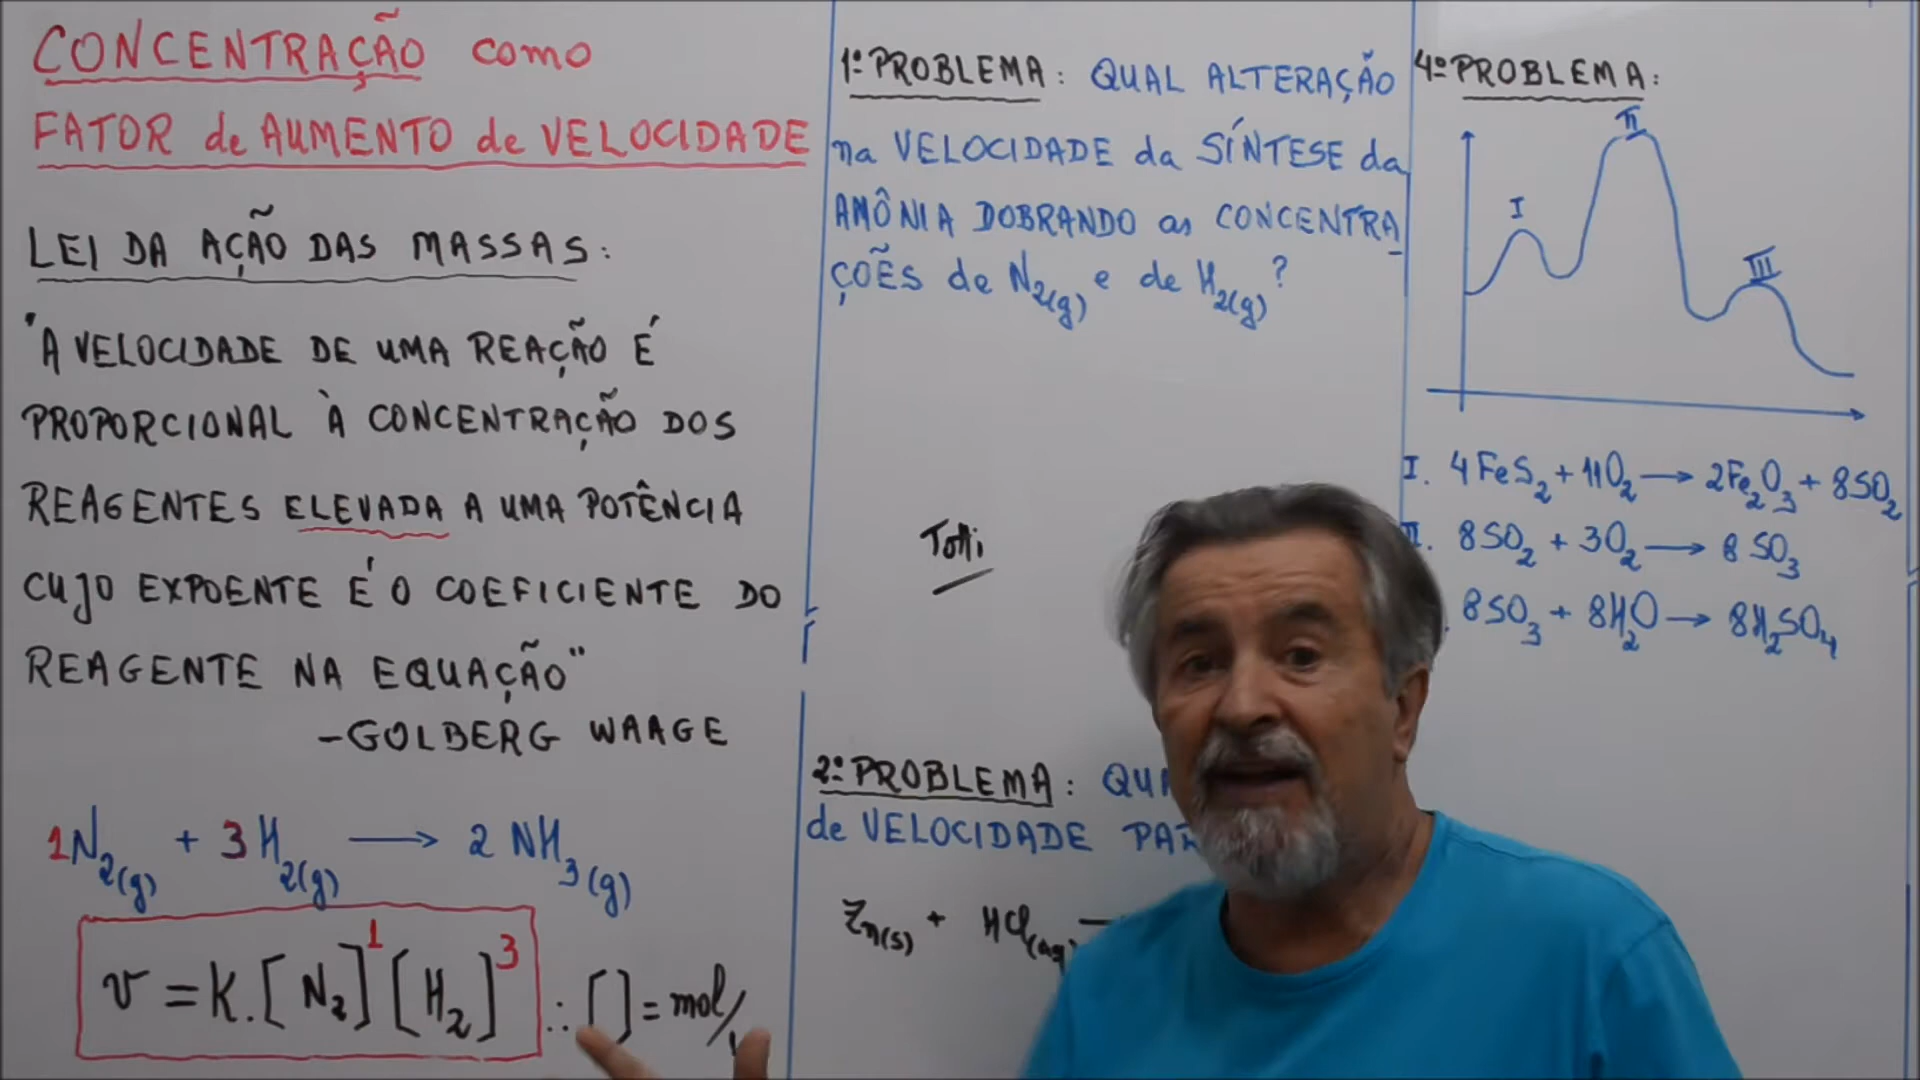 CONCENTRAÇÃO como
FATOR de AUMENTO de VELOCIDADE
LEI DA AÇÃO DAS MASSAS:
"A VELOCIDADE DE UMA REAÇÃO É
PROPORCIONAL À CONCENTRAÇÃO DOS
REAGENTES ELEVADA A UMA POTÊNCIA
CUJO EXPOENTE É O COEFICIENTE DO
REAGENTE NA EQUAÇÃO"
-GOLBERG WAAGE
1N₂(g) + 3H₂(g) → 2NH₃(g)
v = K.[N₂]¹[H₂]³ ∴ [] = mol/
1º PROBLEMA: QUAL ALTERAÇÃO
na VELOCIDADE da SÍNTESE da
AMÔNIA DOBRANDO as CONCENTRA
ÇÕES de N₂(g) e de H₂(g)?
Totti
2º PROBLEMA:
de VELOCIDADE
Zn(s) + HCl(aq)
4º PROBLEMA:
I
II
III
I. 4FeS₂ + 11O₂ → 2Fe₂O₃ + 8SO₂
II. 8SO₂ + 3O₂ → 8SO₃
8SO₃ + 8H₂O → 8H₂SO₄